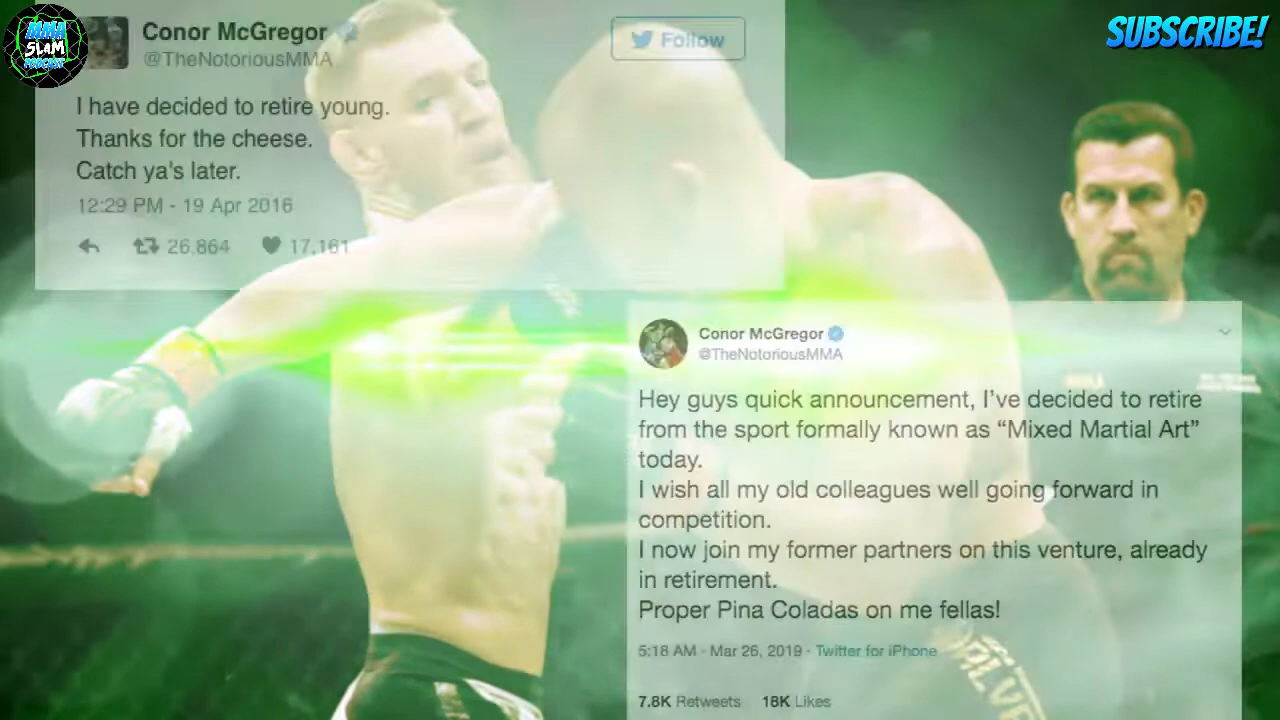 MMA
SLAM
PODCAST
SUBSCRIBE!
Conor McGregor
@TheNotoriousMMA
Follow
I have decided to retire young.
Thanks for the cheese.
Catch ya's later.
12:29 PM - 19 Apr 2016
26,864 17,161
Conor McGregor
@TheNotoriousMMA
Hey guys quick announcement, I’ve decided to retire
from the sport formally known as “Mixed Martial Art”
today.
I wish all my old colleagues well going forward in
competition.
I now join my former partners on this venture, already
in retirement.
Proper Pina Coladas on me fellas!
5:18 AM · Mar 26, 2019 · Twitter for iPhone
7.8K Retweets 18K Likes